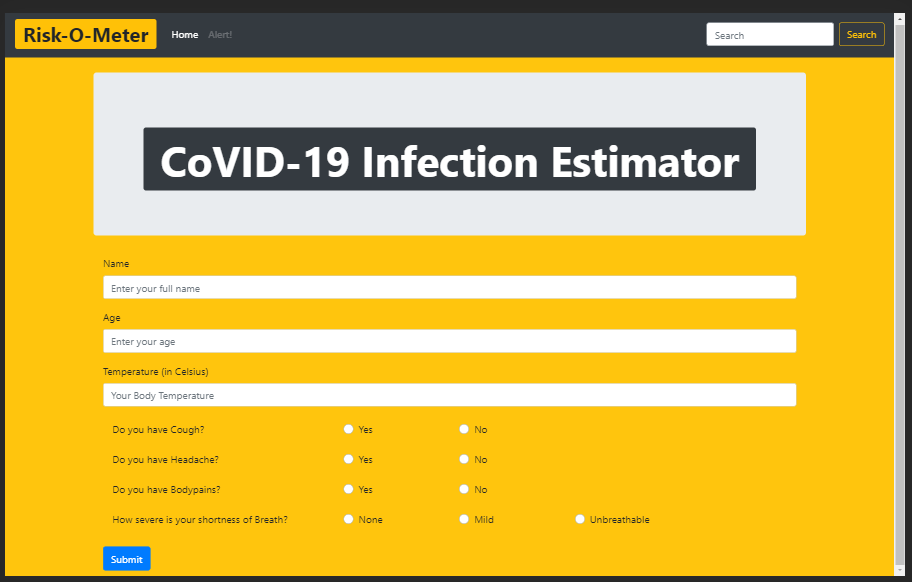 Risk-O-Meter Home Alert! Search Search
CoVID-19 Infection Estimator
Name
Enter your full name
Age
Enter your age
Temperature (in Celsius)
Your Body Temperature
Do you have Cough? Yes No
Do you have Headache? Yes No
Do you have Bodypains? Yes No
How severe is your shortness of Breath? None Mild Unbreathable
Submit